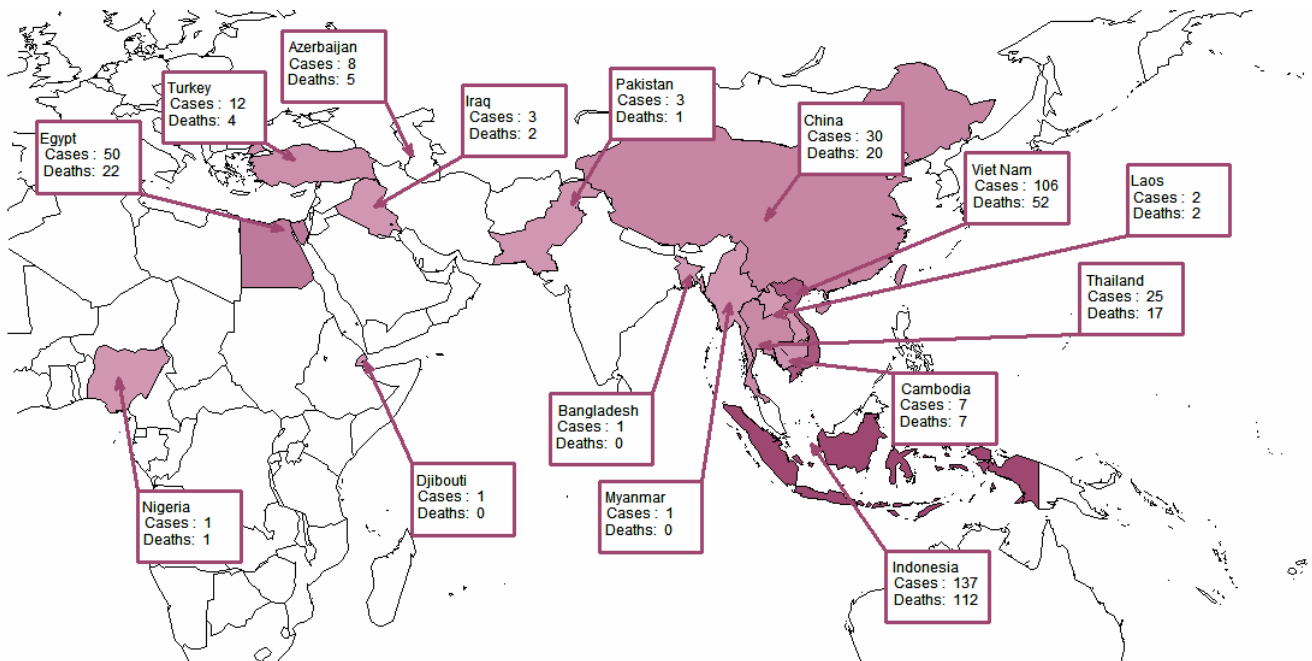 Azerbaijan
Cases : 8
Deaths: 5
Turkey
Cases : 12
Deaths: 4
Egypt
Cases : 50
Deaths: 22
Iraq
Cases : 3
Deaths: 2
Pakistan
Cases : 3
Deaths: 1
China
Cases : 30
Deaths: 20
Viet Nam
Cases : 106
Deaths: 52
Laos
Cases : 2
Deaths: 2
Thailand
Cases : 25
Deaths: 17
Cambodia
Cases : 7
Deaths: 7
Bangladesh
Cases : 1
Deaths: 0
Myanmar
Cases : 1
Deaths: 0
Djibouti
Cases : 1
Deaths: 0
Nigeria
Cases : 1
Deaths: 1
Indonesia
Cases : 137
Deaths: 112